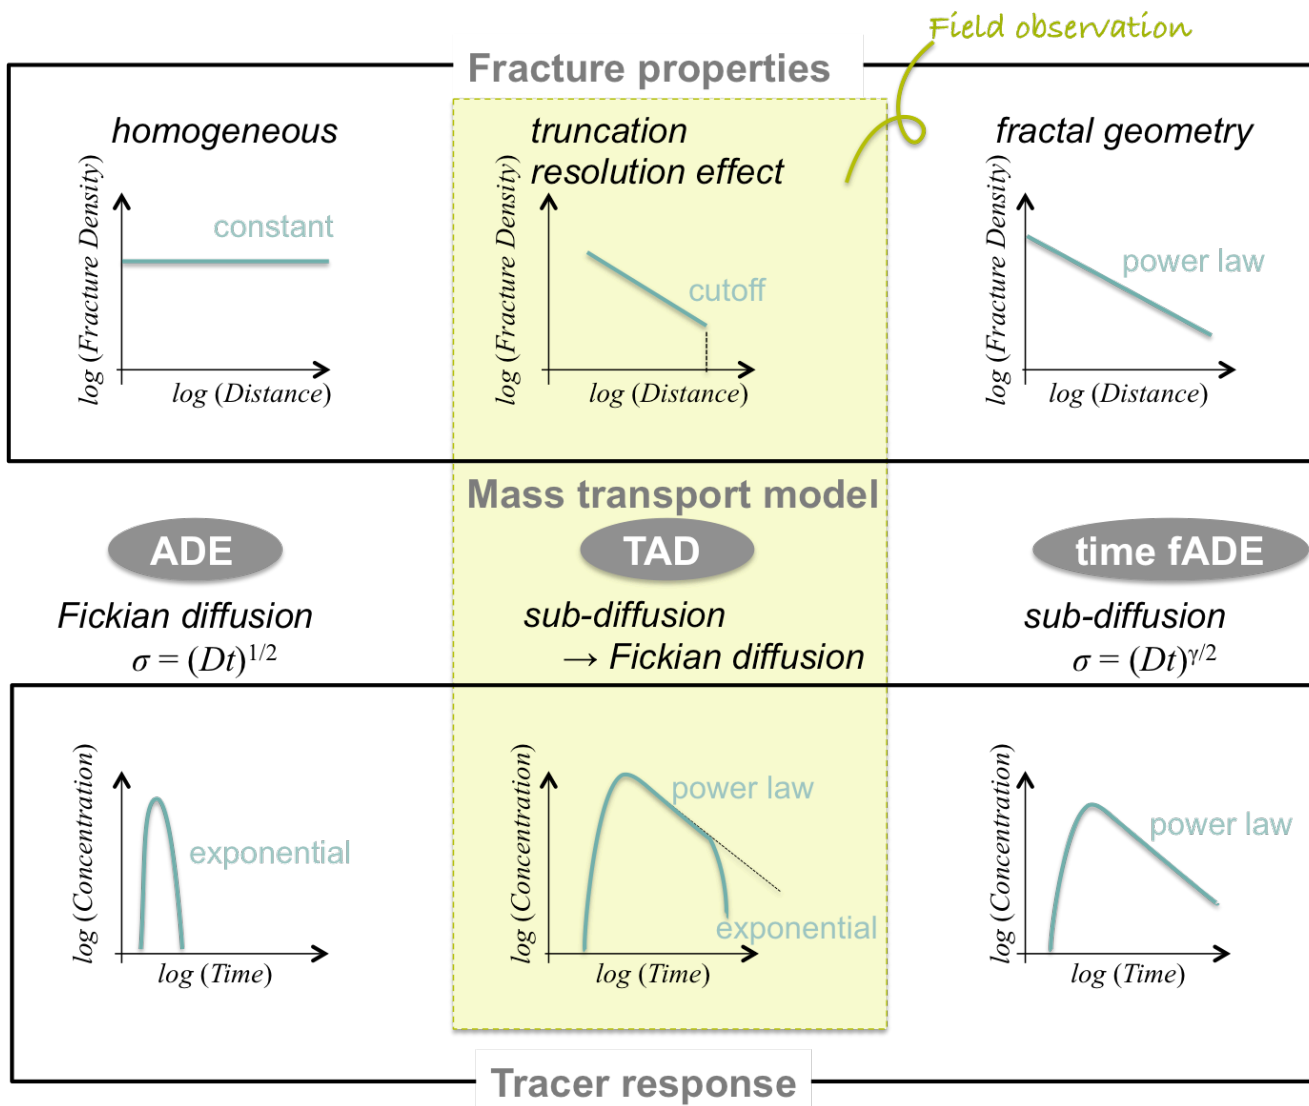 Field observation
Fracture properties
homogeneous
log (Fracture Density)
constant
log (Distance)
truncation
resolution effect
log (Fracture Density)
cutoff
log (Distance)
fractal geometry
log (Fracture Density)
power law
log (Distance)
Mass transport model
ADE
Fickian diffusion
σ = (Dt)^{1/2}
TAD
sub-diffusion
→ Fickian diffusion
time fADE
sub-diffusion
σ = (Dt)^{γ/2}
log (Concentration)
exponential
log (Time)
log (Concentration)
power law
exponential
log (Time)
log (Concentration)
power law
log (Time)
Tracer response